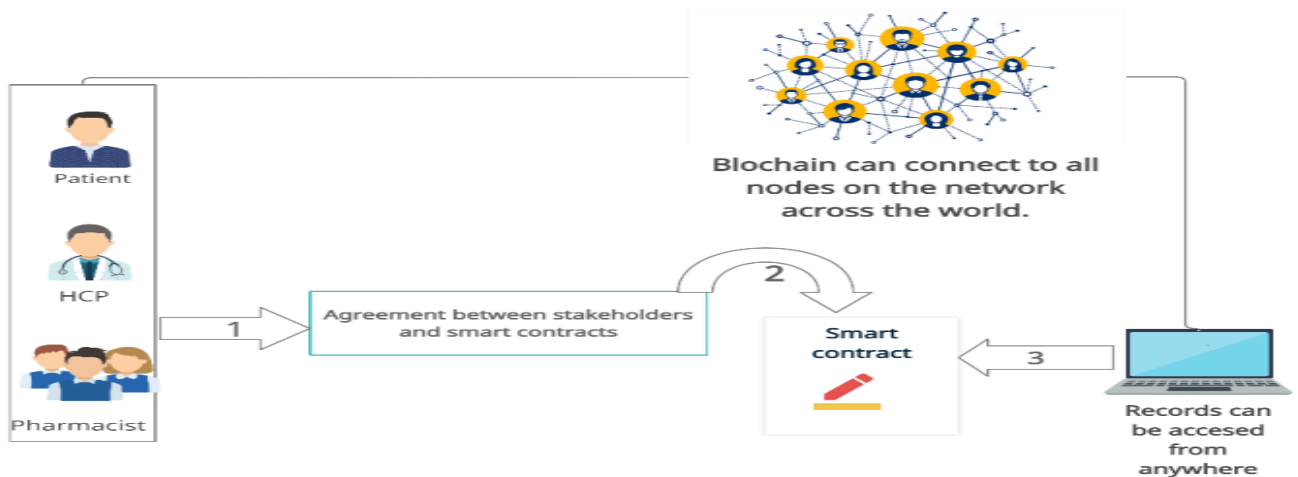 Blochain can connect to all
nodes on the network
across the world.
Patient
HCP
Pharmacist
1
Agreement between stakeholders
and smart contracts
2
Smart
contract
3
Records can
be accesed
from
anywhere